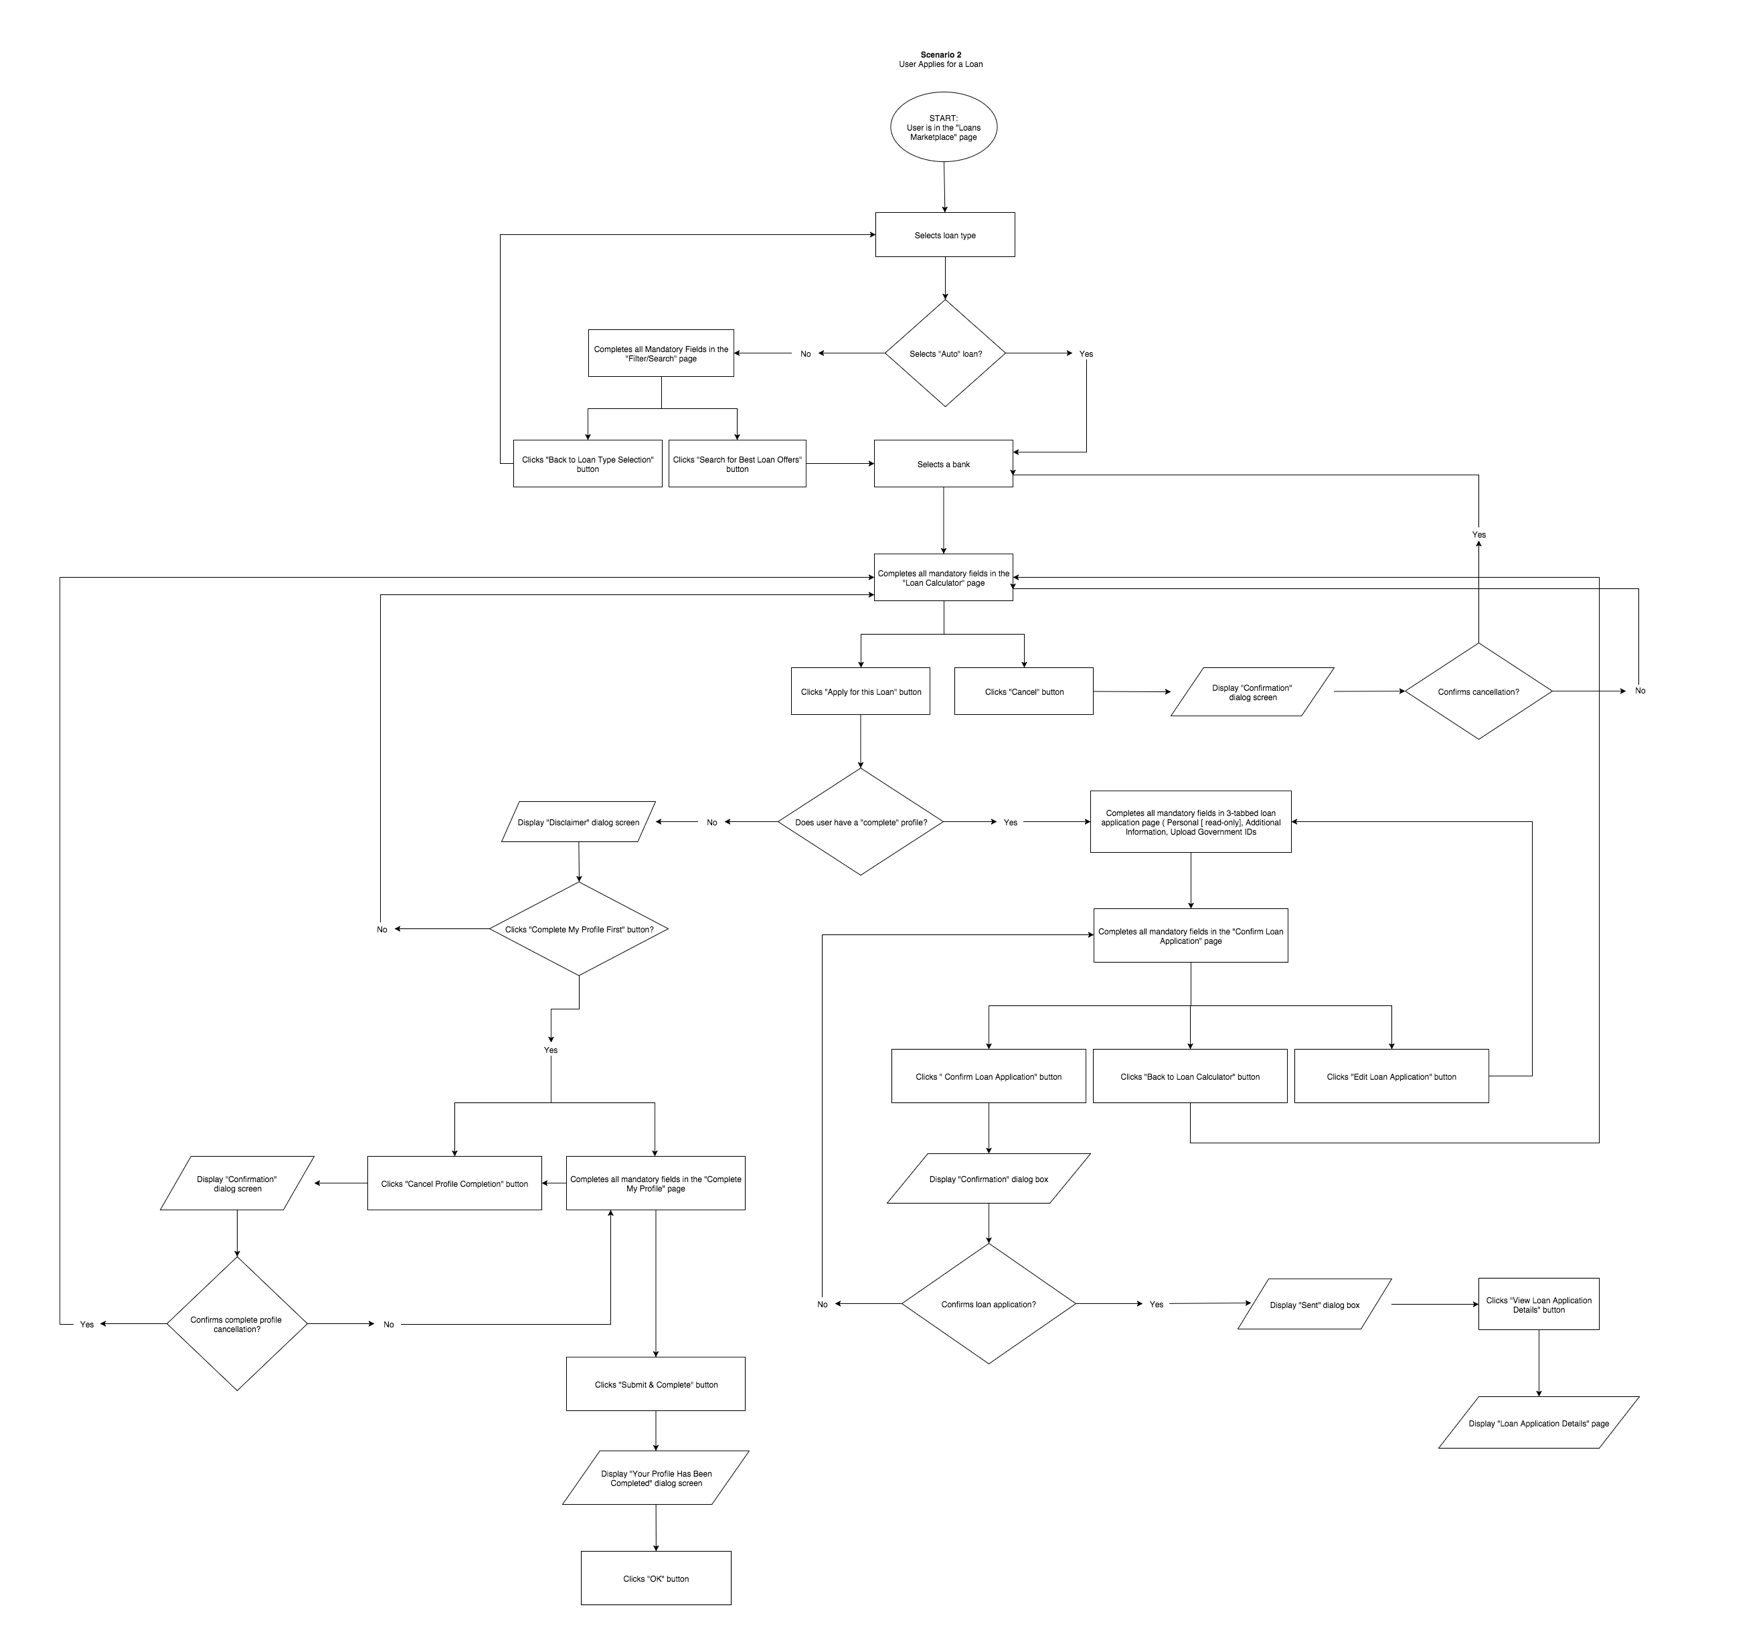 Scenario 2
User Applies for a Loan
START:
User is in the "Loans
Marketplace" page
Selects loan type
Completes all Mandatory Fields in the
"Filter/Search" page
No
Selects "Auto" loan?
Yes
Clicks "Back to Loan Type Selection"
button
Clicks "Search for Best Loan Offers"
button
Selects a bank
Yes
Completes all mandatory fields in the
"Loan Calculator" page
Clicks "Apply for this Loan" button
Clicks "Cancel" button
Display "Confirmation"
dialog screen
Confirms cancellation?
No
Display "Disclaimer" dialog screen
No
Does user have a "complete" profile?
Yes
Completes all mandatory fields in 3-tabbed loan
application page ( Personal [ read-only], Additional
Information, Upload Government IDs
No
Clicks "Complete My Profile First" button?
Completes all mandatory fields in the "Confirm Loan
Application" page
Yes
Clicks " Confirm Loan Application" button
Clicks "Back to Loan Calculator" button
Clicks "Edit Loan Application" button
Display "Confirmation"
dialog screen
Clicks "Cancel Profile Completion" button
Completes all mandatory fields in the "Complete
My Profile" page
Display "Confirmation" dialog box
Yes
Confirms complete profile
cancellation?
No
No
Confirms loan application?
Yes
Display "Sent" dialog box
Clicks "View Loan Application
Details" button
Clicks "Submit & Complete" button
Display "Loan Application Details" page
Display "Your Profile Has Been
Completed" dialog screen
Clicks "OK" button